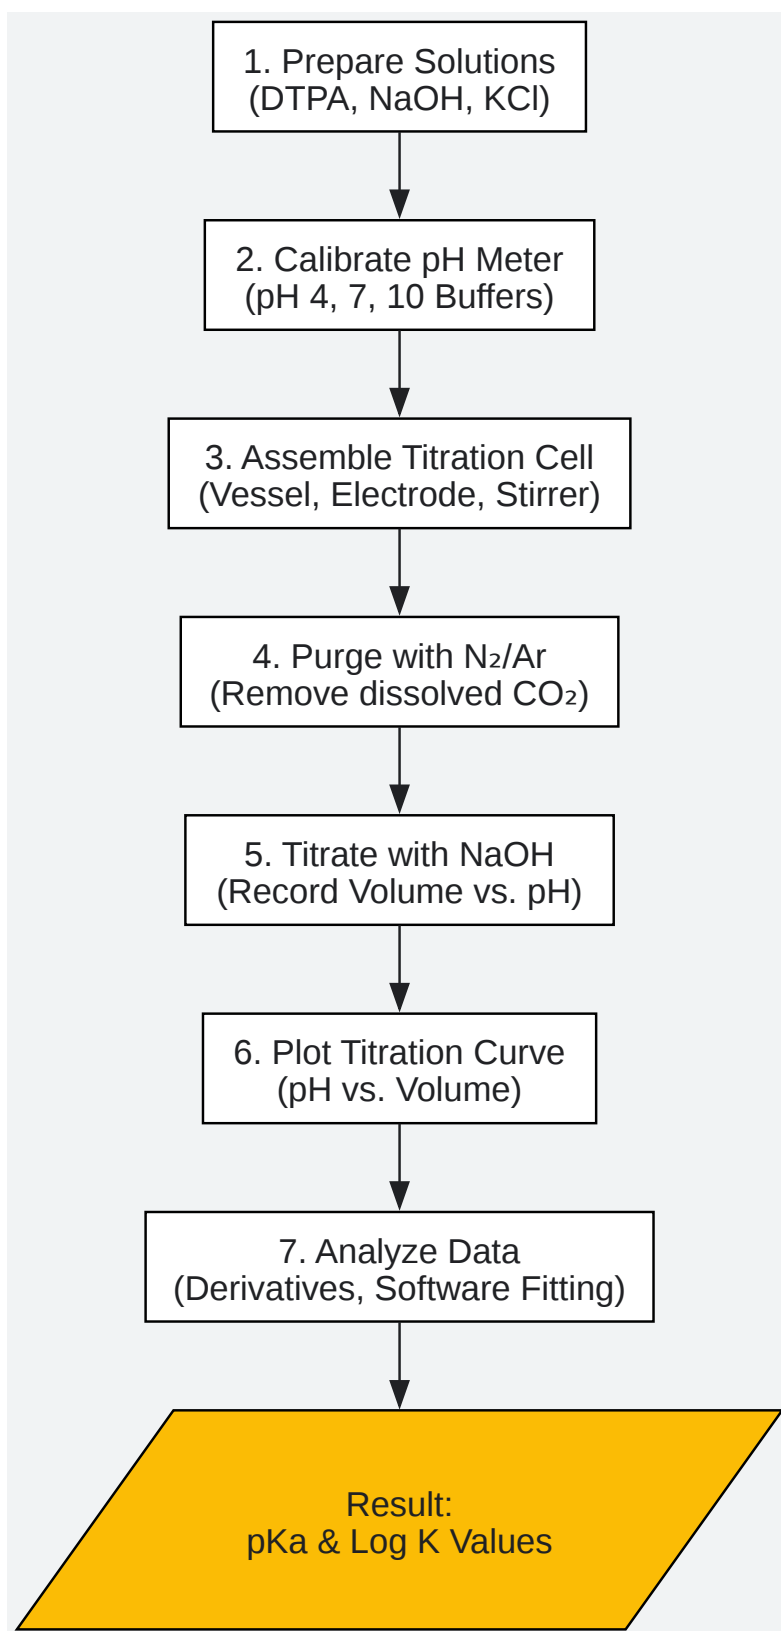 1. Prepare Solutions
(DTPA, NaOH, KCl)
2. Calibrate pH Meter
(pH 4, 7, 10 Buffers)
3. Assemble Titration Cell
(Vessel, Electrode, Stirrer)
4. Purge with N₂/Ar
(Remove dissolved CO₂)
5. Titrate with NaOH
(Record Volume vs. pH)
6. Plot Titration Curve
(pH vs. Volume)
7. Analyze Data
(Derivatives, Software Fitting)
Result:
pKa & Log K Values